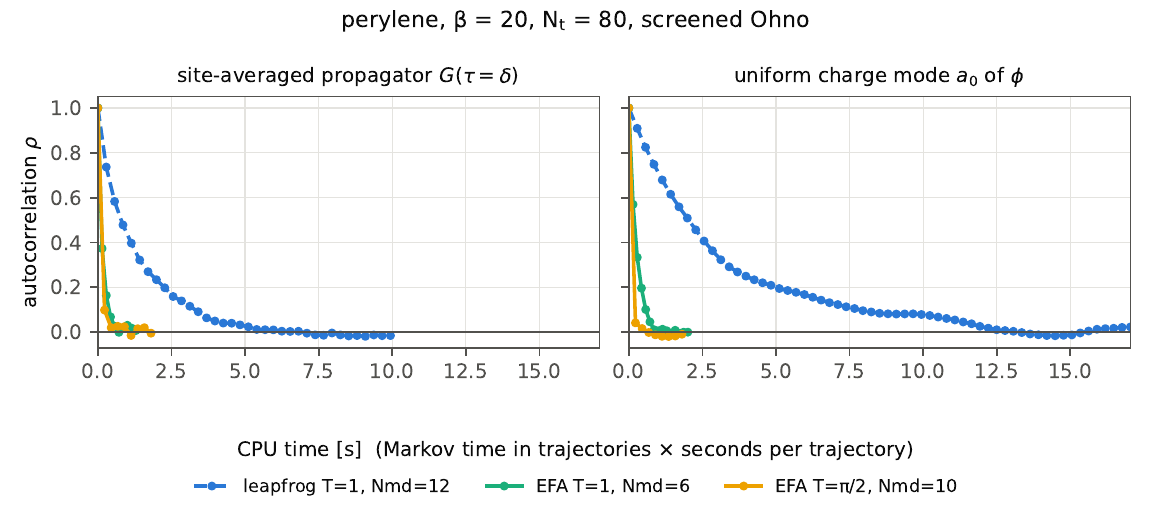 perylene, β = 20, Nₜ = 80, screened Ohno
site-averaged propagator G(τ = δ)
uniform charge mode a₀ of ϕ
autocorrelation ρ
1.0
0.8
0.6
0.4
0.2
0.0
0.0 2.5 5.0 7.5 10.0 12.5 15.0
0.0 2.5 5.0 7.5 10.0 12.5 15.0
CPU time [s] (Markov time in trajectories × seconds per trajectory)
leapfrog T=1, Nmd=12 EFA T=1, Nmd=6 EFA T=π/2, Nmd=10